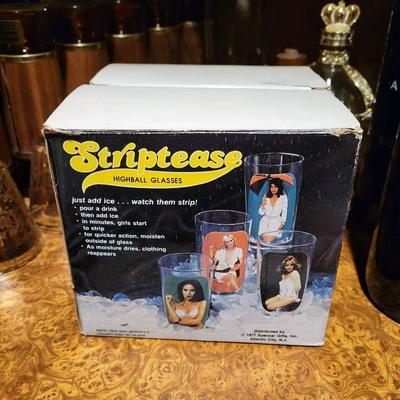 Striptease
HIGHBALL GLASSES
just add ice . . . watch them strip!
• pour a drink
• then add ice
• in minutes, girls start
to strip
• for quicker action, moisten
outside of glass
• As moisture dries, clothing
reappears
Distributed by
© 1977 Spencer Gifts, Inc.
Atlantic City, N.J.